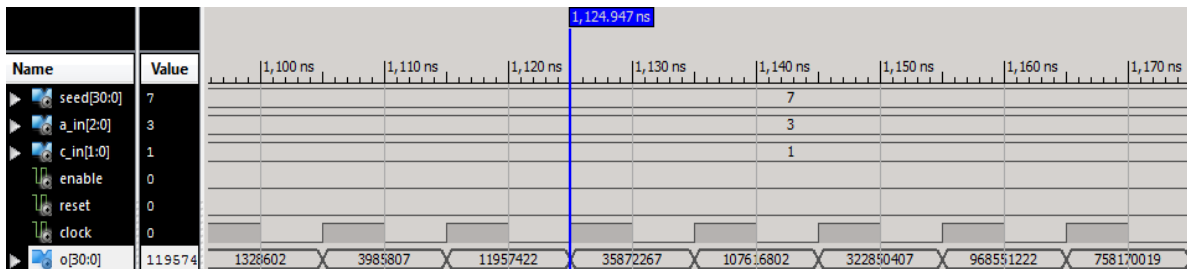 1,124.947 ns
Name Value 1,100 ns 1,110 ns 1,120 ns 1,130 ns 1,140 ns 1,150 ns 1,160 ns 1,170 ns
seed[30:0] 7 7
a_in[2:0] 3 3
c_in[1:0] 1 1
enable 0
reset 0
clock 0
o[30:0] 119574 1328602 3985807 11957422 35872267 107616802 322850407 968551222 758170019